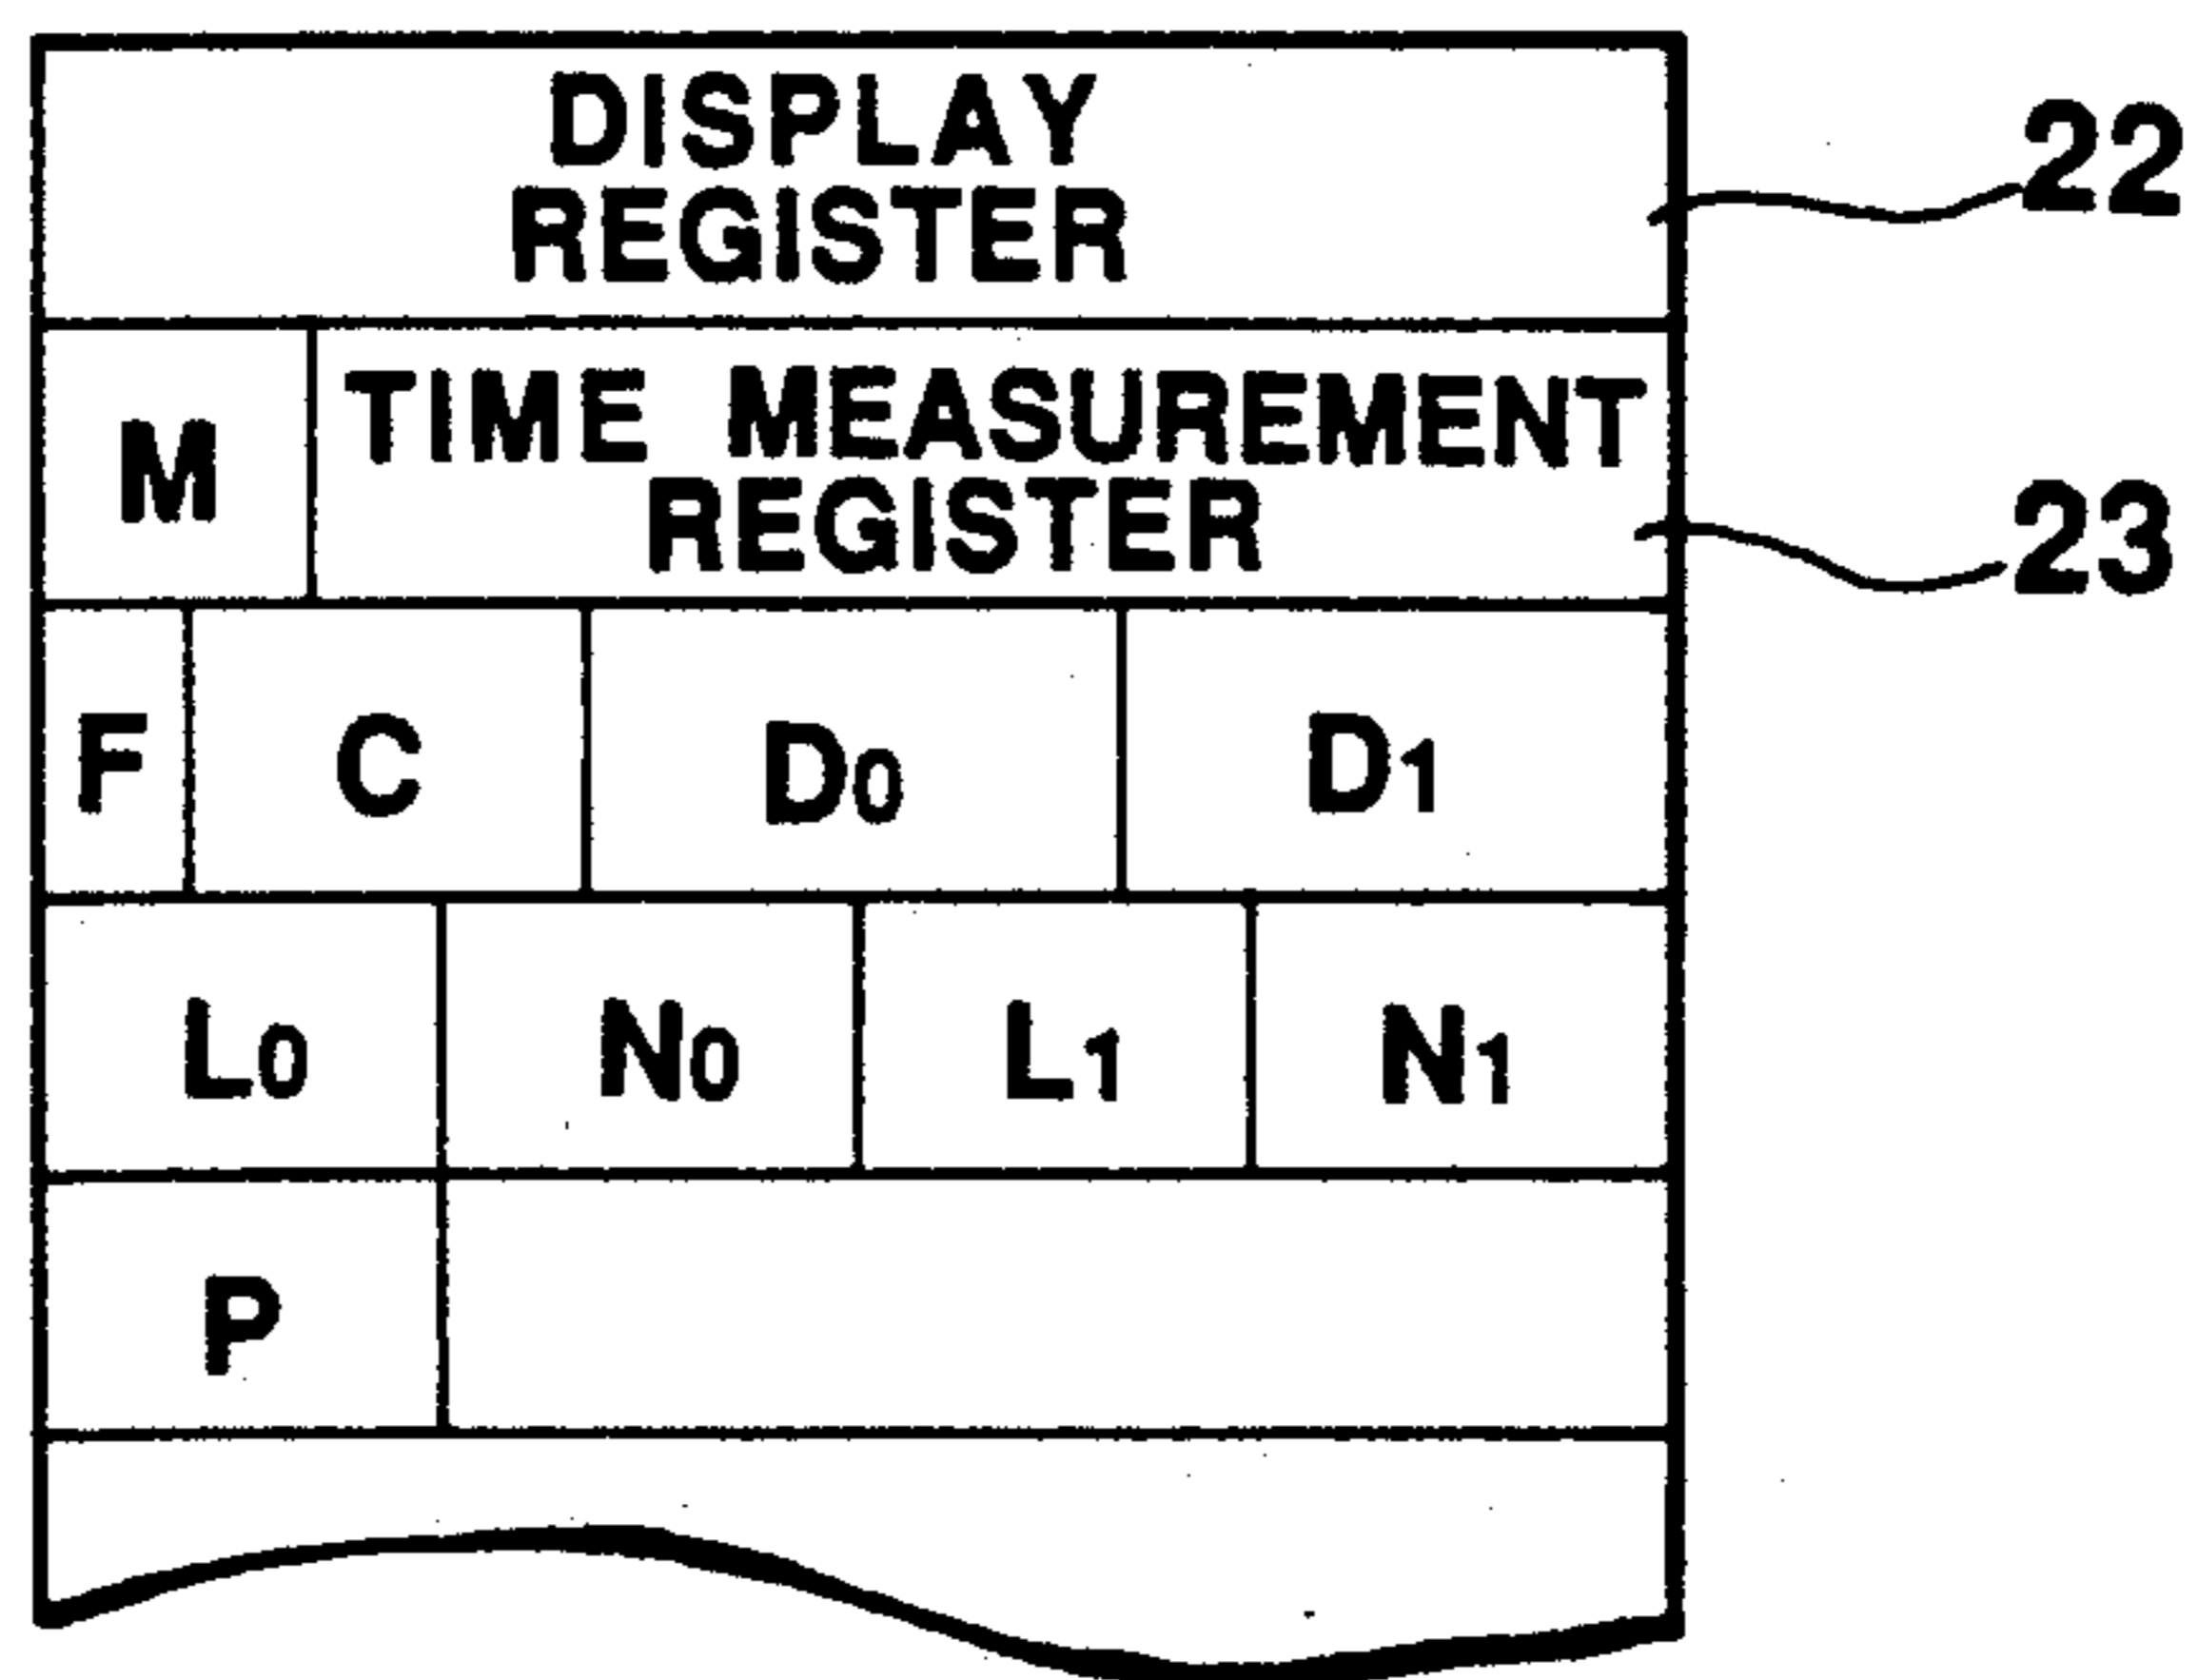 DISPLAY
REGISTER
22
M
TIME MEASUREMENT
REGISTER
23
F C D0 D1
L0 N0 L1 N1
P